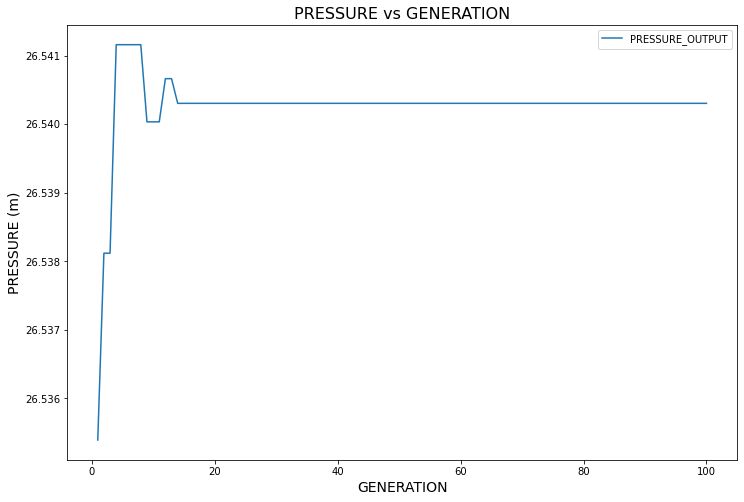 PRESSURE vs GENERATION
PRESSURE_OUTPUT
26.541
26.540
26.539
26.538
26.537
26.536
PRESSURE (m)
0 20 40 60 80 100
GENERATION